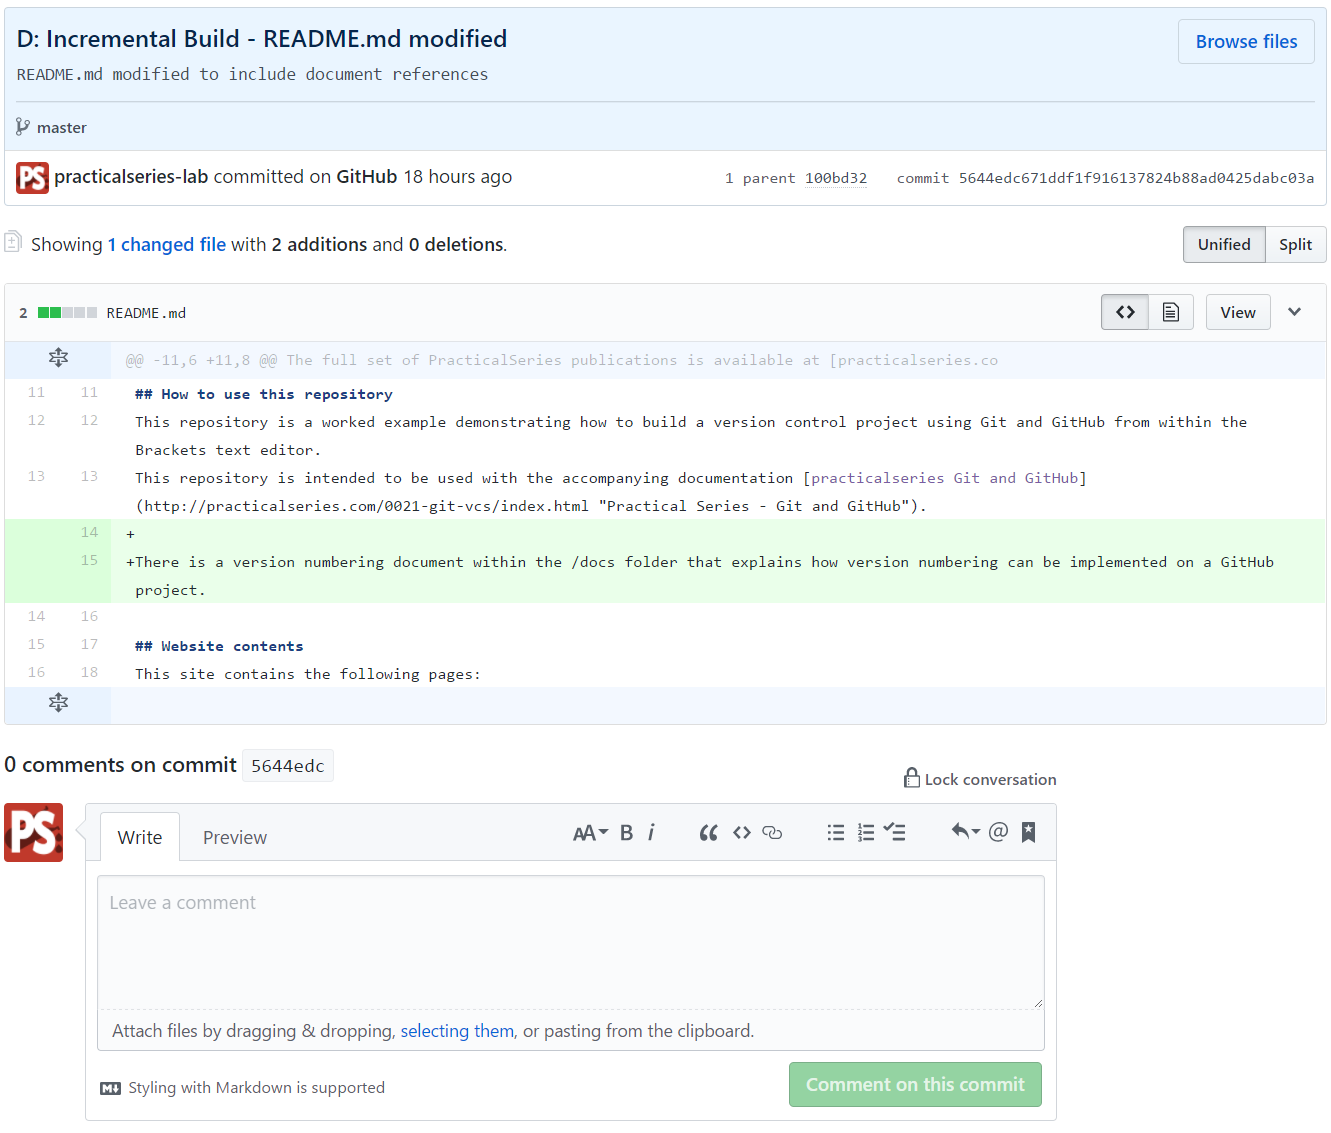 D: Incremental Build - README.md modified
Browse files
README.md modified to include document references
master
PS practicalseries-lab committed on GitHub 18 hours ago 1 parent 100bd32 commit 5644edc671ddf1f916137824b88ad0425dabc03a
Showing 1 changed file with 2 additions and 0 deletions. Unified Split
2 README.md <> View
@@ -11,6 +11,8 @@ The full set of PracticalSeries publications is available at [practicalseries.co
11 11 ## How to use this repository
12 12 This repository is a worked example demonstrating how to build a version control project using Git and GitHub from within the
Brackets text editor.
13 13 This repository is intended to be used with the accompanying documentation [practicalseries Git and GitHub]
(http://practicalseries.com/0021-git-vcs/index.html "Practical Series - Git and GitHub").
14 +
15 +There is a version numbering document within the /docs folder that explains how version numbering can be implemented on a GitHub
project.
14 16
15 17 ## Website contents
16 18 This site contains the following pages:
0 comments on commit 5644edc
Lock conversation
PS Write Preview AA B i “ <> @
Leave a comment
Attach files by dragging & dropping, selecting them, or pasting from the clipboard.
M Styling with Markdown is supported
Comment on this commit